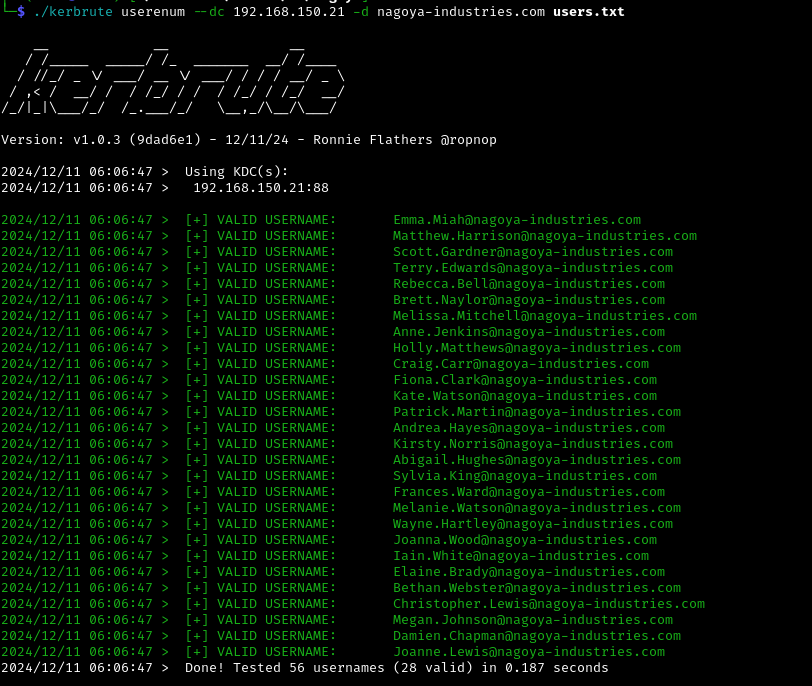 └─$ ./kerbrute userenum --dc 192.168.150.21 -d nagoya-industries.com users.txt
    __             __               __
   / /_____  _____/ /_  _______  __/ /____
  / //_/ _ \/ ___/ __ \/ ___/ / / / __/ _ \
 / ,< /  __/ /  / /_/ / /  / /_/ / /_/  __/
/_/|_|\___/_/  /_.___/_/   \__,_/\__/\___/
Version: v1.0.3 (9dad6e1) - 12/11/24 - Ronnie Flathers @ropnop
2024/12/11 06:06:47 >  Using KDC(s):
2024/12/11 06:06:47 >   192.168.150.21:88
2024/12/11 06:06:47 >  [+] VALID USERNAME:       Emma.Miah@nagoya-industries.com
2024/12/11 06:06:47 >  [+] VALID USERNAME:       Matthew.Harrison@nagoya-industries.com
2024/12/11 06:06:47 >  [+] VALID USERNAME:       Scott.Gardner@nagoya-industries.com
2024/12/11 06:06:47 >  [+] VALID USERNAME:       Terry.Edwards@nagoya-industries.com
2024/12/11 06:06:47 >  [+] VALID USERNAME:       Rebecca.Bell@nagoya-industries.com
2024/12/11 06:06:47 >  [+] VALID USERNAME:       Brett.Naylor@nagoya-industries.com
2024/12/11 06:06:47 >  [+] VALID USERNAME:       Melissa.Mitchell@nagoya-industries.com
2024/12/11 06:06:47 >  [+] VALID USERNAME:       Anne.Jenkins@nagoya-industries.com
2024/12/11 06:06:47 >  [+] VALID USERNAME:       Holly.Matthews@nagoya-industries.com
2024/12/11 06:06:47 >  [+] VALID USERNAME:       Craig.Carr@nagoya-industries.com
2024/12/11 06:06:47 >  [+] VALID USERNAME:       Fiona.Clark@nagoya-industries.com
2024/12/11 06:06:47 >  [+] VALID USERNAME:       Kate.Watson@nagoya-industries.com
2024/12/11 06:06:47 >  [+] VALID USERNAME:       Patrick.Martin@nagoya-industries.com
2024/12/11 06:06:47 >  [+] VALID USERNAME:       Andrea.Hayes@nagoya-industries.com
2024/12/11 06:06:47 >  [+] VALID USERNAME:       Kirsty.Norris@nagoya-industries.com
2024/12/11 06:06:47 >  [+] VALID USERNAME:       Abigail.Hughes@nagoya-industries.com
2024/12/11 06:06:47 >  [+] VALID USERNAME:       Sylvia.King@nagoya-industries.com
2024/12/11 06:06:47 >  [+] VALID USERNAME:       Frances.Ward@nagoya-industries.com
2024/12/11 06:06:47 >  [+] VALID USERNAME:       Melanie.Watson@nagoya-industries.com
2024/12/11 06:06:47 >  [+] VALID USERNAME:       Wayne.Hartley@nagoya-industries.com
2024/12/11 06:06:47 >  [+] VALID USERNAME:       Joanna.Wood@nagoya-industries.com
2024/12/11 06:06:47 >  [+] VALID USERNAME:       Iain.White@nagoya-industries.com
2024/12/11 06:06:47 >  [+] VALID USERNAME:       Elaine.Brady@nagoya-industries.com
2024/12/11 06:06:47 >  [+] VALID USERNAME:       Bethan.Webster@nagoya-industries.com
2024/12/11 06:06:47 >  [+] VALID USERNAME:       Christopher.Lewis@nagoya-industries.com
2024/12/11 06:06:47 >  [+] VALID USERNAME:       Megan.Johnson@nagoya-industries.com
2024/12/11 06:06:47 >  [+] VALID USERNAME:       Damien.Chapman@nagoya-industries.com
2024/12/11 06:06:47 >  [+] VALID USERNAME:       Joanne.Lewis@nagoya-industries.com
2024/12/11 06:06:47 >  Done! Tested 56 usernames (28 valid) in 0.187 seconds